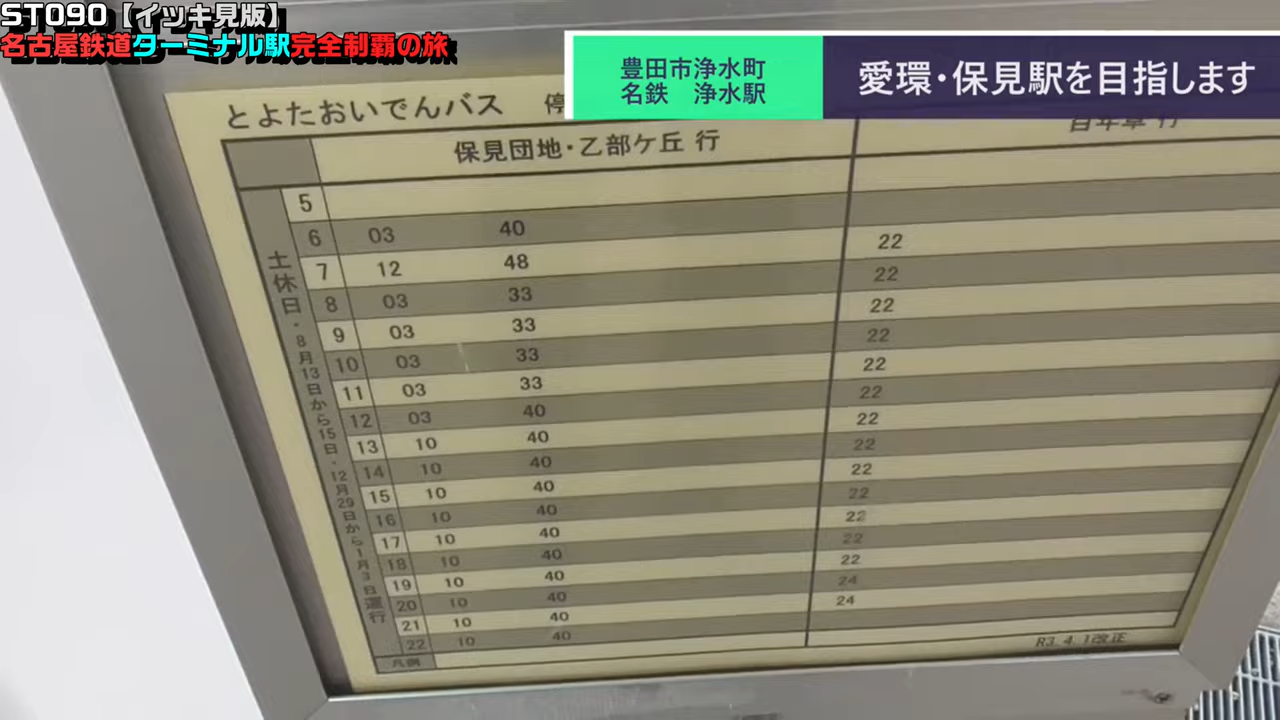 ST090【イッキ見版】
名古屋鉄道ターミナル駅完全制覇の旅
豊田市浄水町
名鉄 浄水駅
愛環・保見駅を目指します
とよたおいでんバス 停
保見団地・乙部ケ丘 行
土休日・8月13日から15日・12月29日から1月3日運行
5
6 03 40
7 12 48 22
8 03 33 22
9 03 33 22
10 03 33 22
11 03 33 22
12 03 40 22
13 10 40 22
14 10 40 22
15 10 40 22
16 10 40 22
17 10 40 22
18 10 40 22
19 10 40 22
20 10 40 24
21 10 40 24
22 10 40
凡例
R3.4.1改正